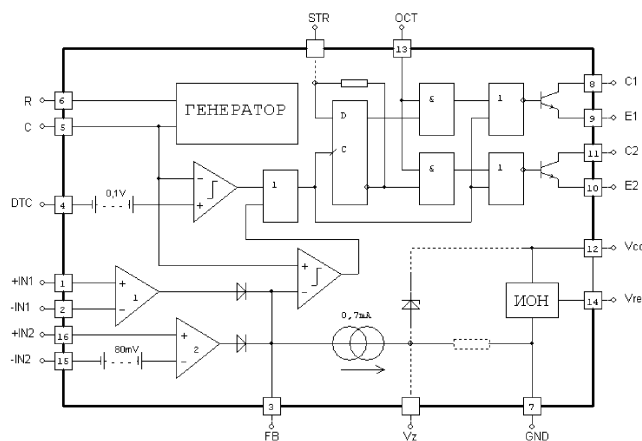 STR
OCT
13
R
6
ГЕНЕРАТОР
C
5
D
C
&
1
8
C1
9
E1
&
1
11
C2
10
E2
DTC
4
0,1V
-
+
1
+IN1
1
-IN1
2
+
-
1
-
+
12
Vcc
ИОН
14
Vre
+IN2
16
-IN2
15
80mV
+
-
2
0,7mA
3
FB
Vz
7
GND